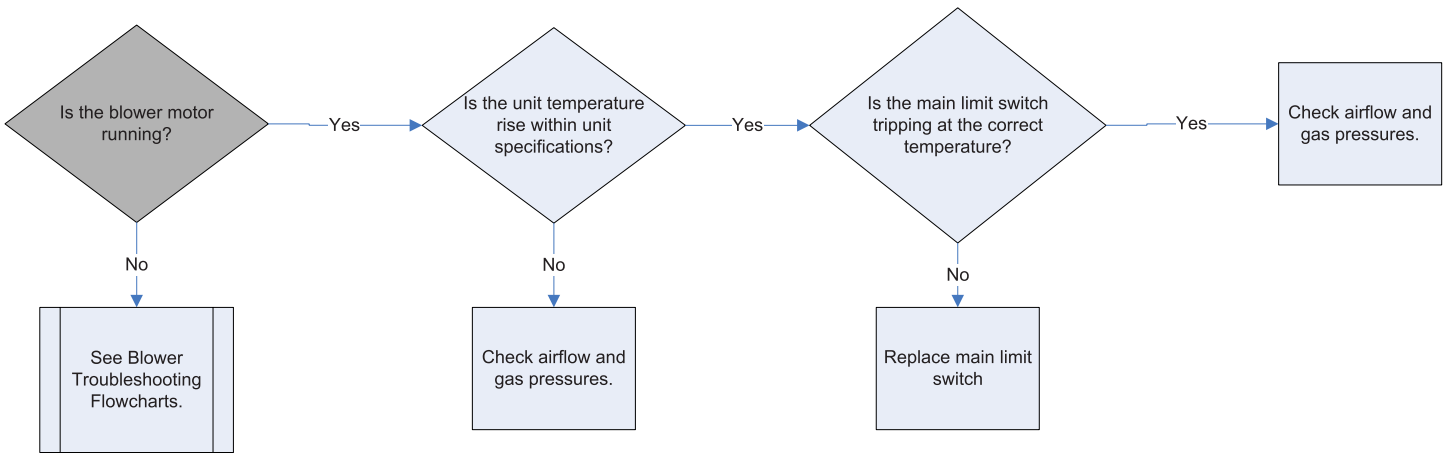 Is the blower motor
running?
Yes
Is the unit temperature
rise within unit
specifications?
Yes
Is the main limit switch
tripping at the correct
temperature?
Yes
Check airflow and
gas pressures.
No
No
No
See Blower
Troubleshooting
Flowcharts.
Check airflow and
gas pressures.
Replace main limit
switch